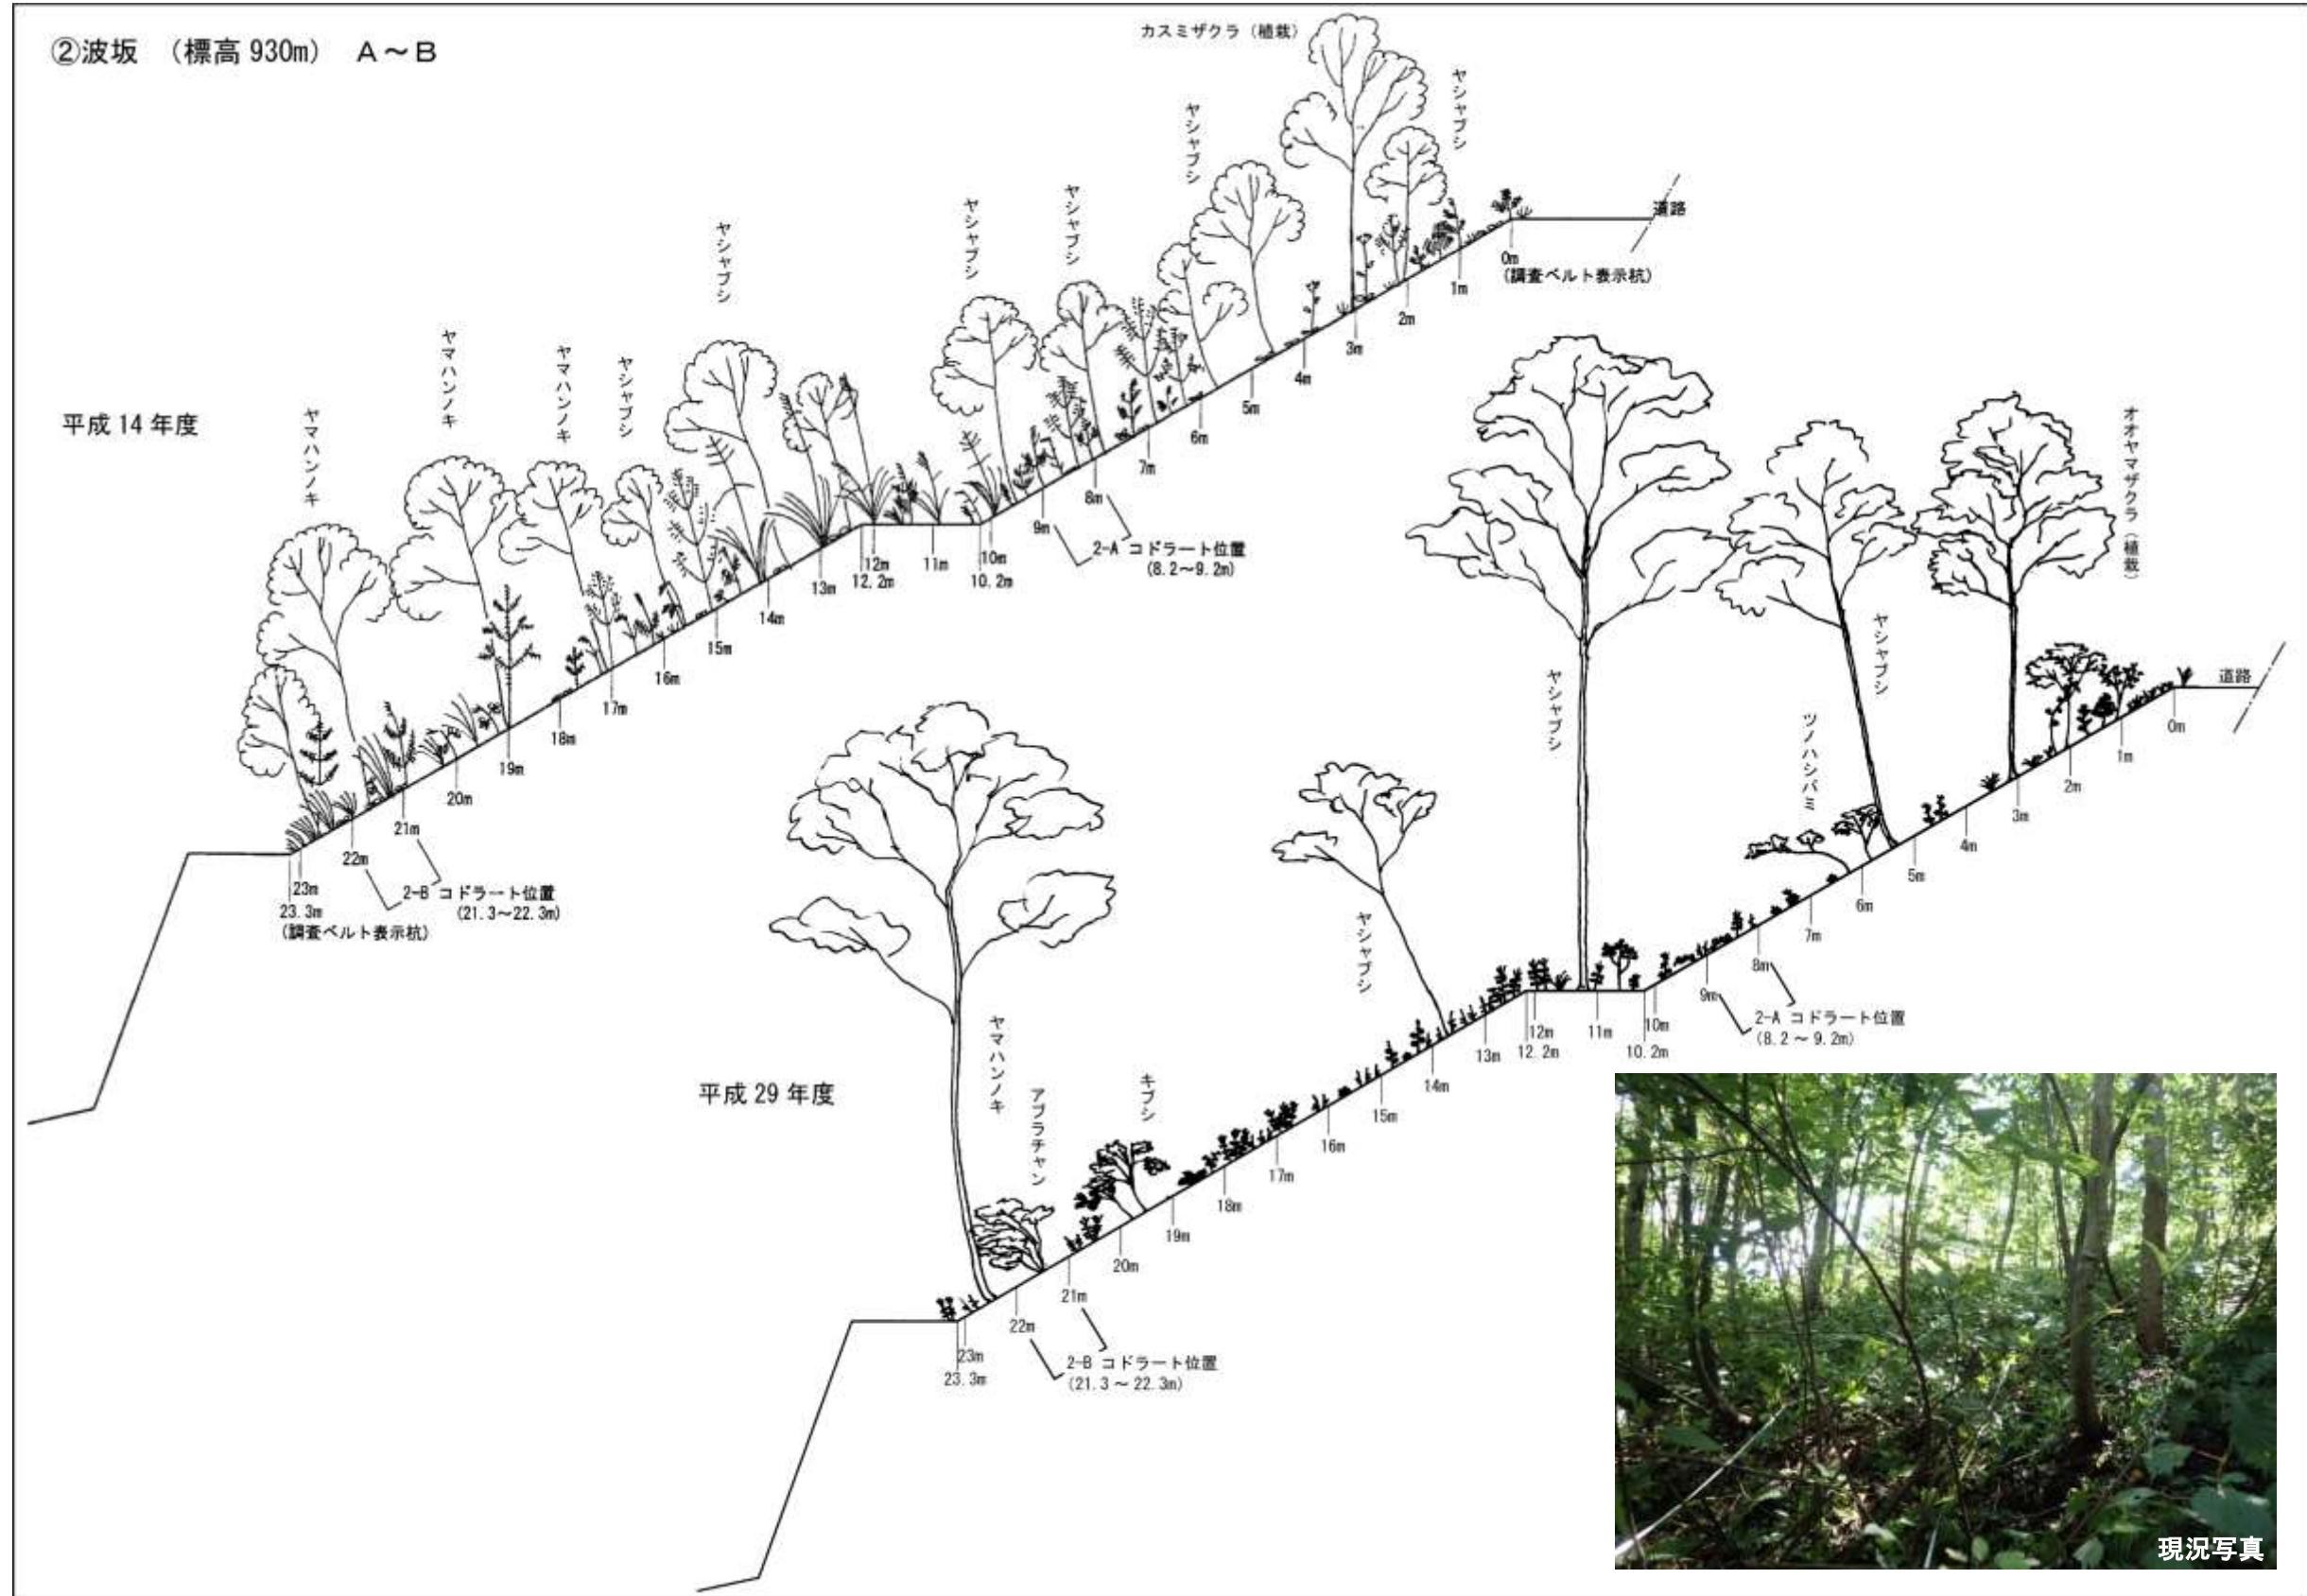 ②波坂 （標高 930m） A～B
カスミザクラ（植栽）
ヤシャブシ
ヤシャブシ
ヤシャブシ
ヤシャブシ
ヤシャブシ
ヤシャブシ
ヤマハンノキ
ヤマハンノキ
ヤマハンノキ
平成 14 年度
道路
0m
（調査ベルト表示杭）
1m
2m
3m
4m
5m
6m
7m
8m
9m
2-A コドラート位置
（8.2～9.2m）
10m
10.2m
11m
12m
12.2m
13m
14m
15m
16m
17m
18m
19m
20m
21m
22m
2-B コドラート位置
（21.3～22.3m）
23m
23.3m
（調査ベルト表示杭）
平成 29 年度
オオヤマザクラ（植栽）
ヤシャブシ
ツノハシバミ
ヤシャブシ
ヤシャブシ
ヤマハンノキ
アブラチャン
キブシ
道路
0m
1m
2m
3m
4m
5m
6m
7m
8m
9m
2-A コドラート位置
（8.2 ～ 9.2m）
10m
10.2m
11m
12m
12.2m
13m
14m
15m
16m
17m
18m
19m
20m
21m
22m
2-B コドラート位置
（21.3 ～ 22.3m）
23m
23.3m
現況写真